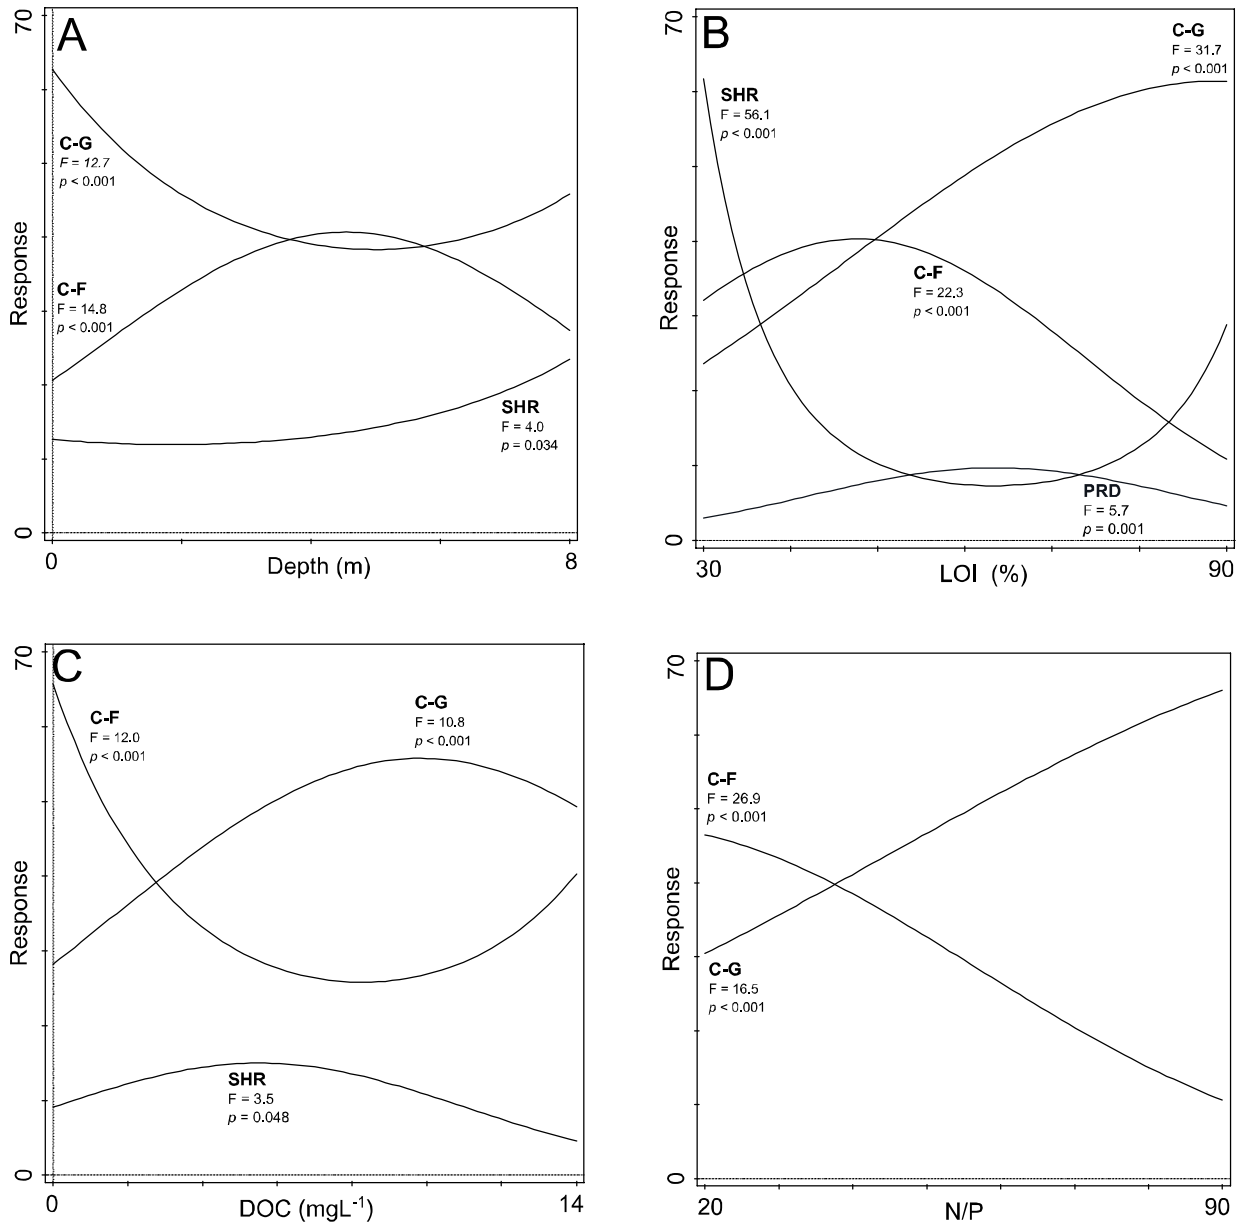 A
70
Response
0
C-G
F = 12.7
p < 0.001
C-F
F = 14.8
p < 0.001
SHR
F = 4.0
p = 0.034
0
Depth (m)
8
B
70
Response
0
SHR
F = 56.1
p < 0.001
C-G
F = 31.7
p < 0.001
C-F
F = 22.3
p < 0.001
PRD
F = 5.7
p = 0.001
30
LOI (%)
90
C
70
Response
0
C-F
F = 12.0
p < 0.001
C-G
F = 10.8
p < 0.001
SHR
F = 3.5
p = 0.048
0
DOC (mgL⁻¹)
14
D
70
Response
0
C-F
F = 26.9
p < 0.001
C-G
F = 16.5
p < 0.001
20
N/P
90